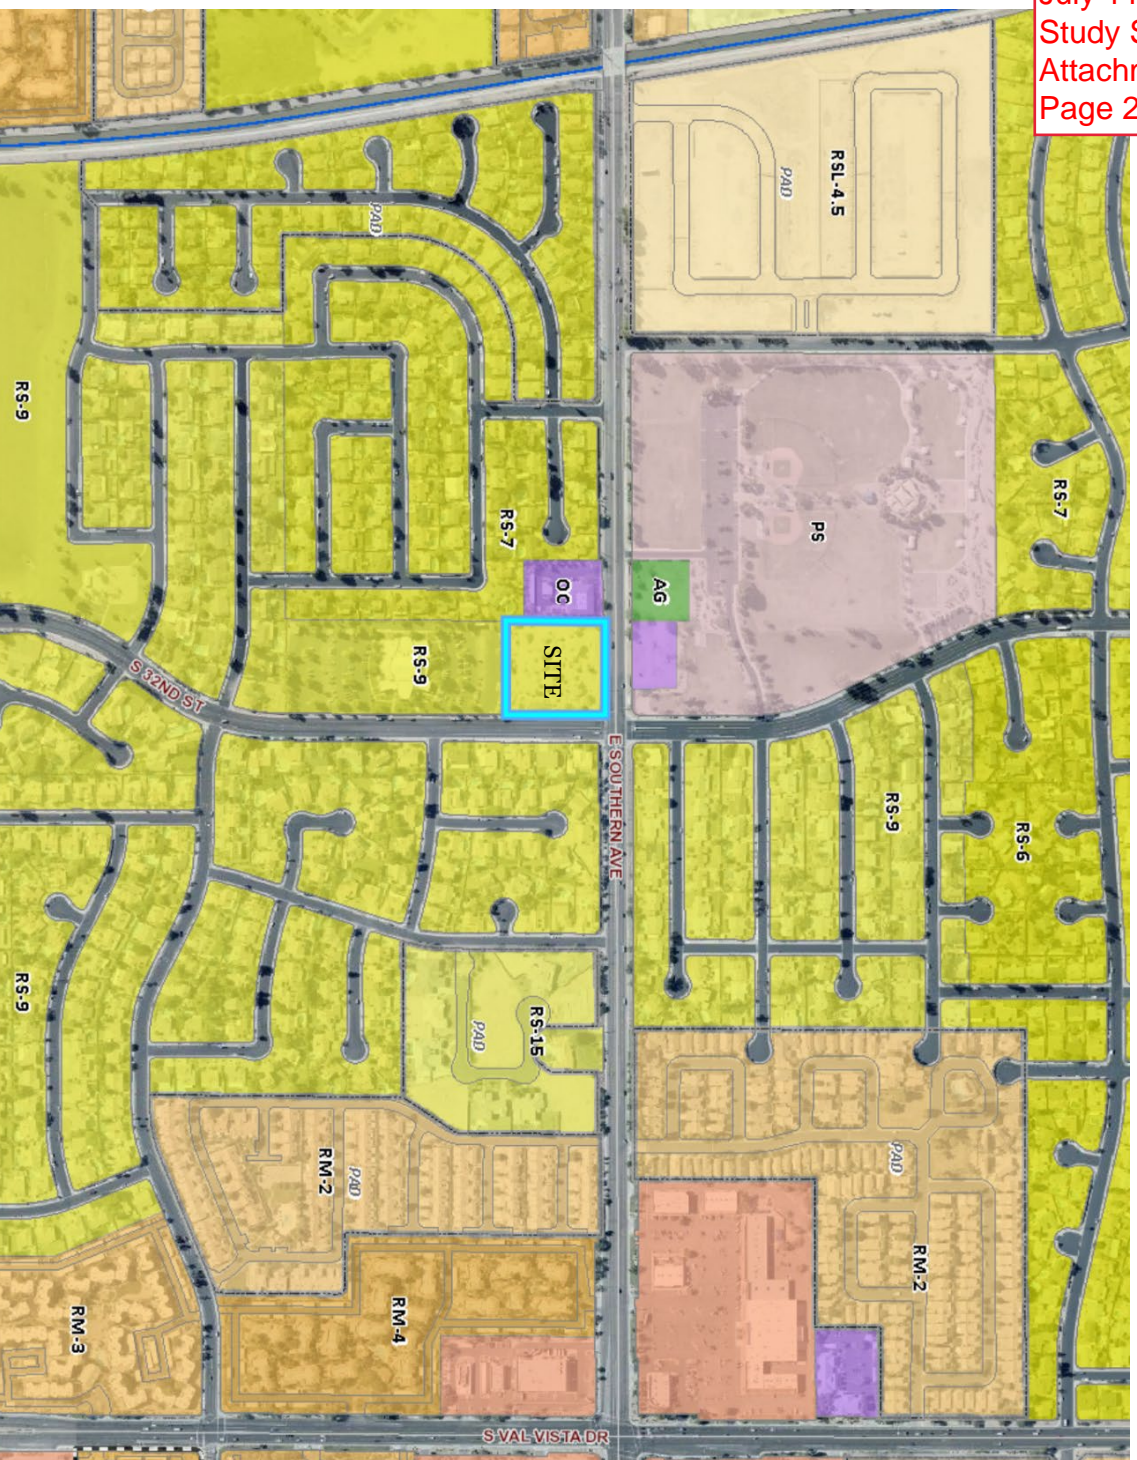 July
Study S
Attachm
Page 2
RSL-4.5
PAD
PAD
RS-9
RS-7
PS
RS-7
OC
AG
RS-9
SITE
S 32ND ST
E SOUTHERN AVE
RS-9
RS-6
RS-9
RS-15
PAD
RM-2
PAD
PAD
RM-2
RM-3
RM-4
S VAL VISTA DR